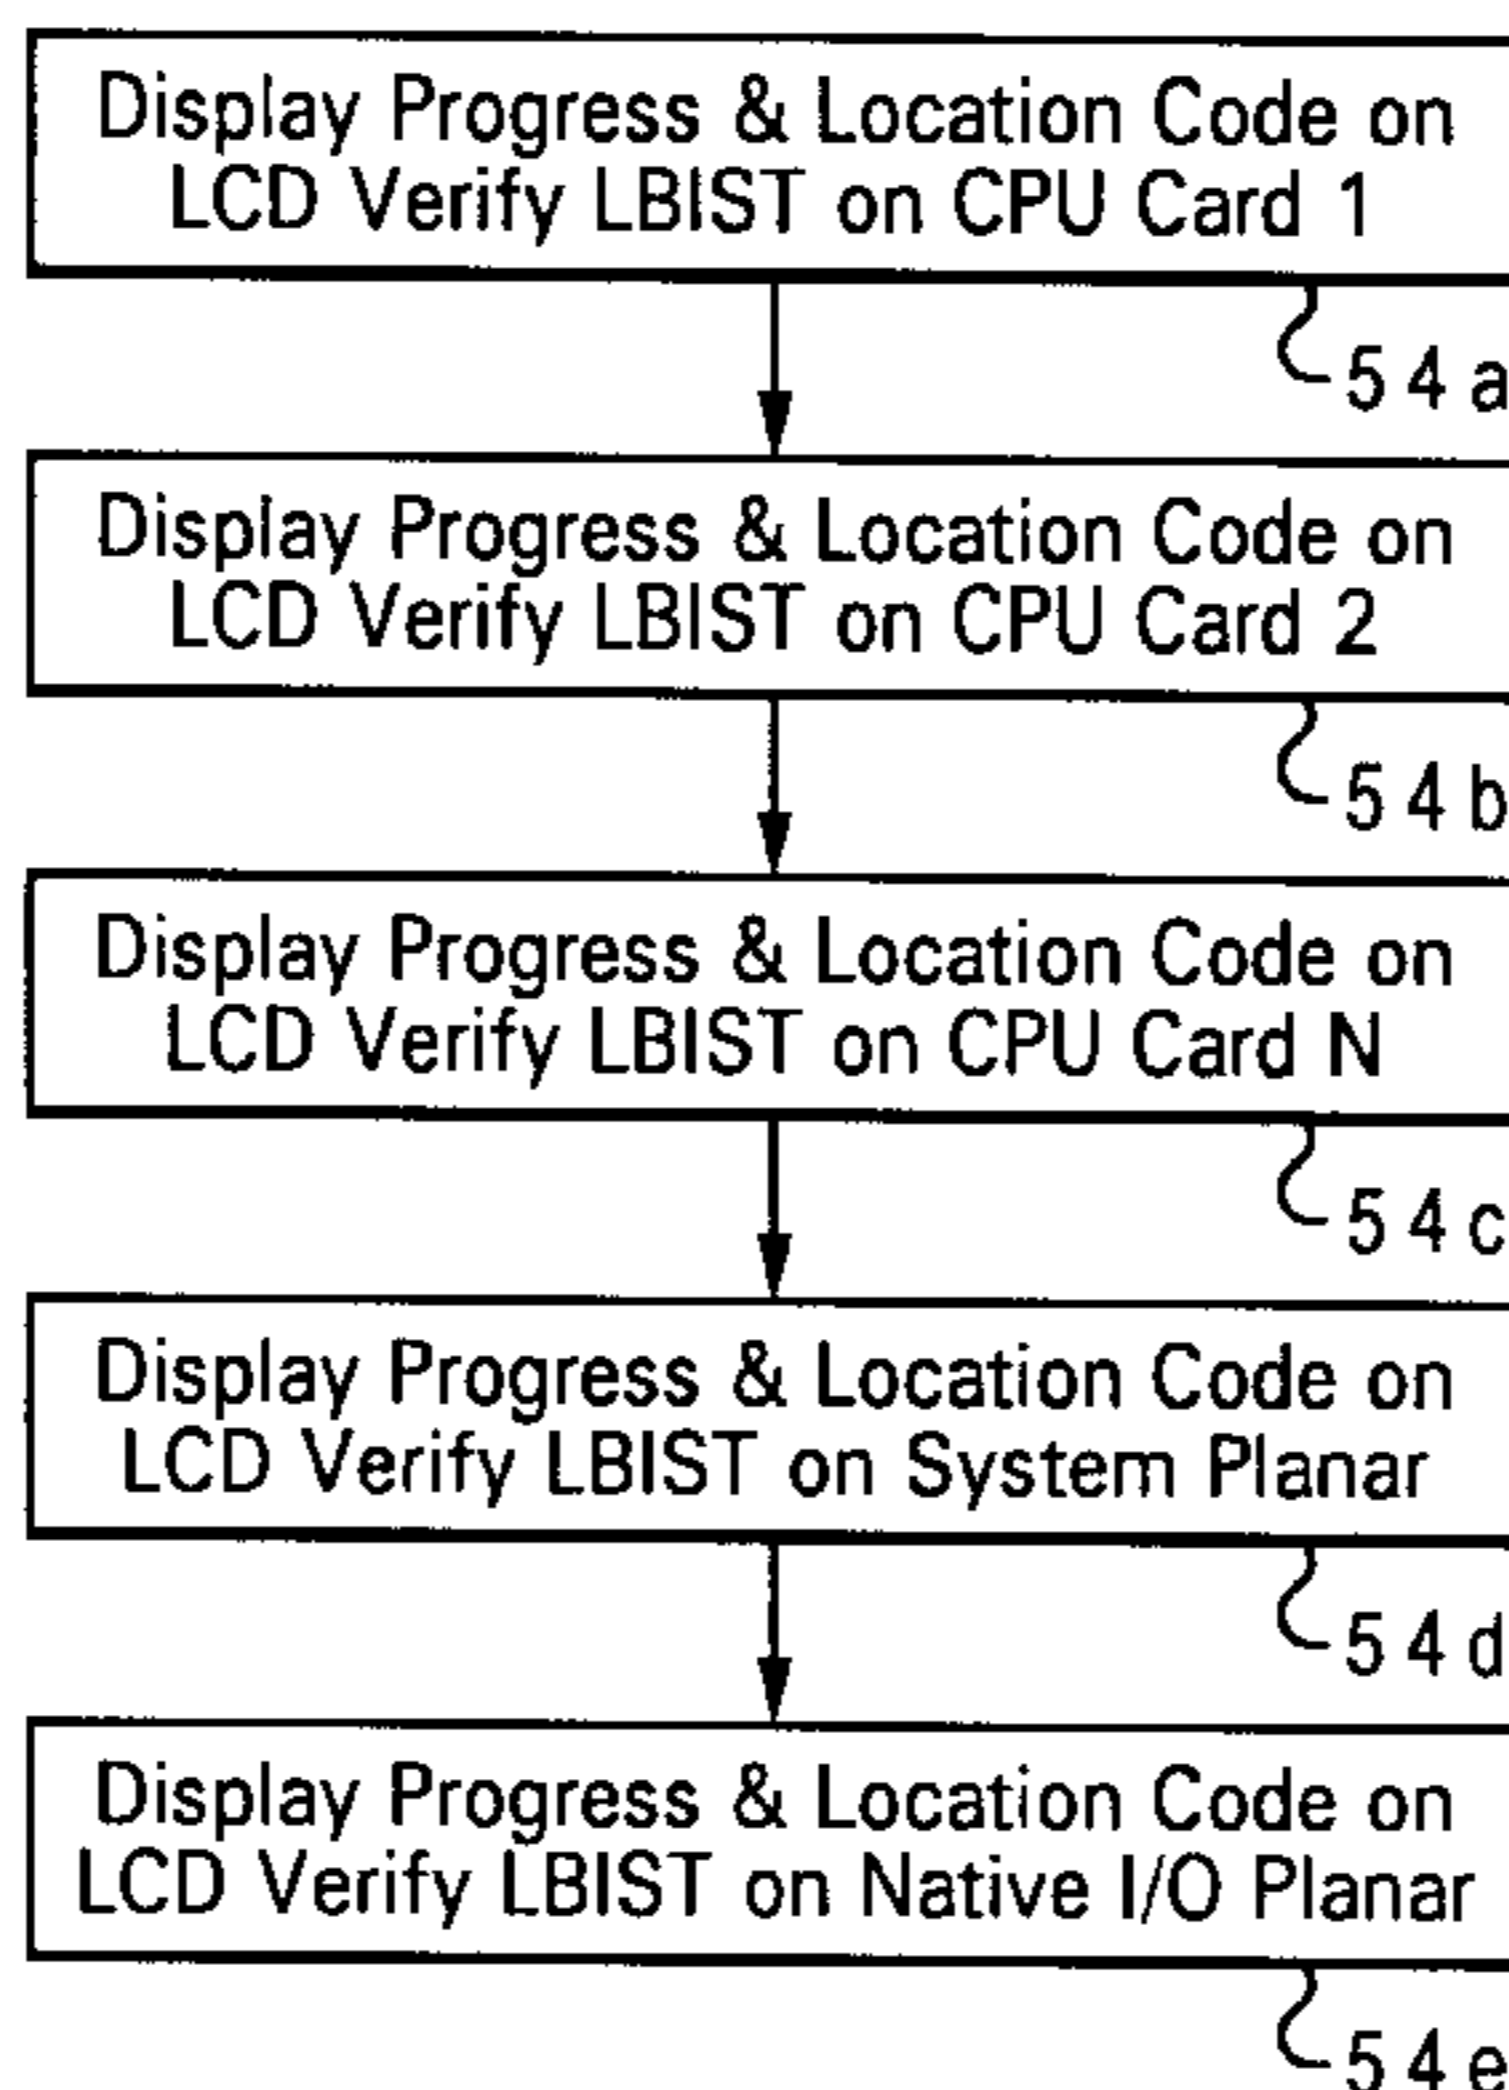 Display Progress & Location Code on
LCD Verify LBIST on CPU Card 1
54a
Display Progress & Location Code on
LCD Verify LBIST on CPU Card 2
54b
Display Progress & Location Code on
LCD Verify LBIST on CPU Card N
54c
Display Progress & Location Code on
LCD Verify LBIST on System Planar
54d
Display Progress & Location Code on
LCD Verify LBIST on Native I/O Planar
54e